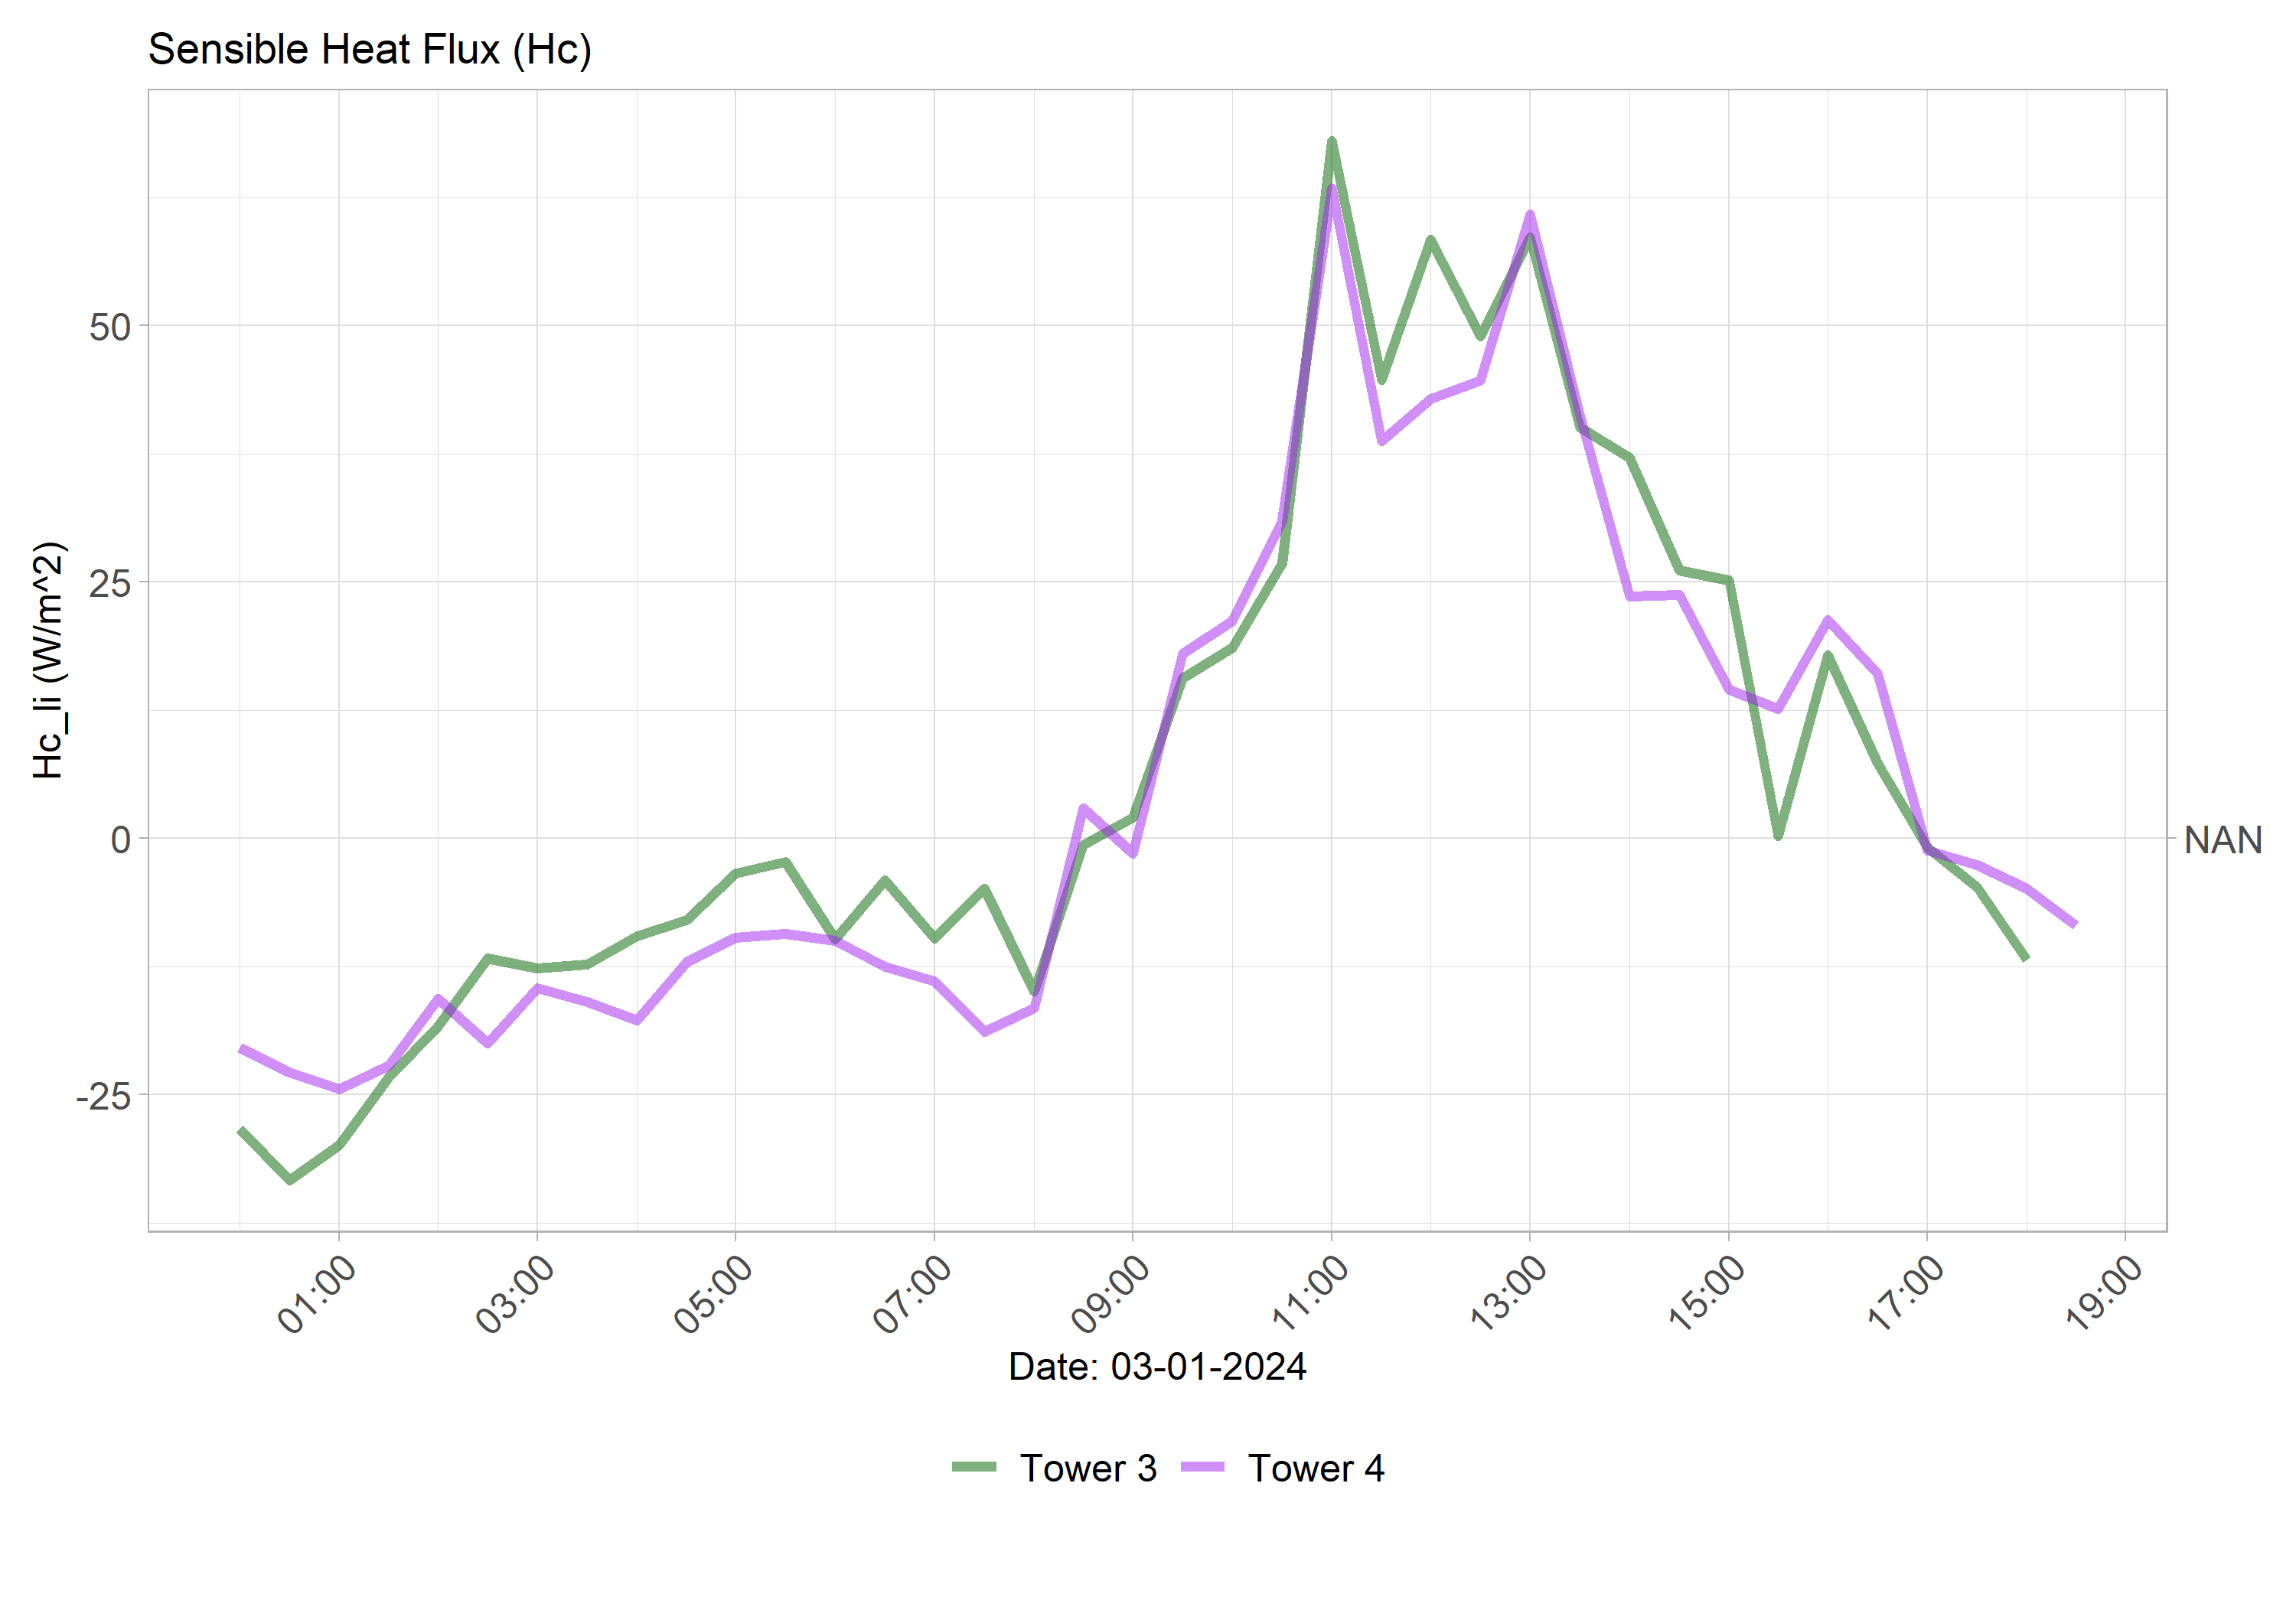 Sensible Heat Flux (Hc)
Hc_li (W/m^2)
50
25
0
-25
NAN
01:00
03:00
05:00
07:00
09:00
11:00
13:00
15:00
17:00
19:00
Date: 03-01-2024
Tower 3
Tower 4